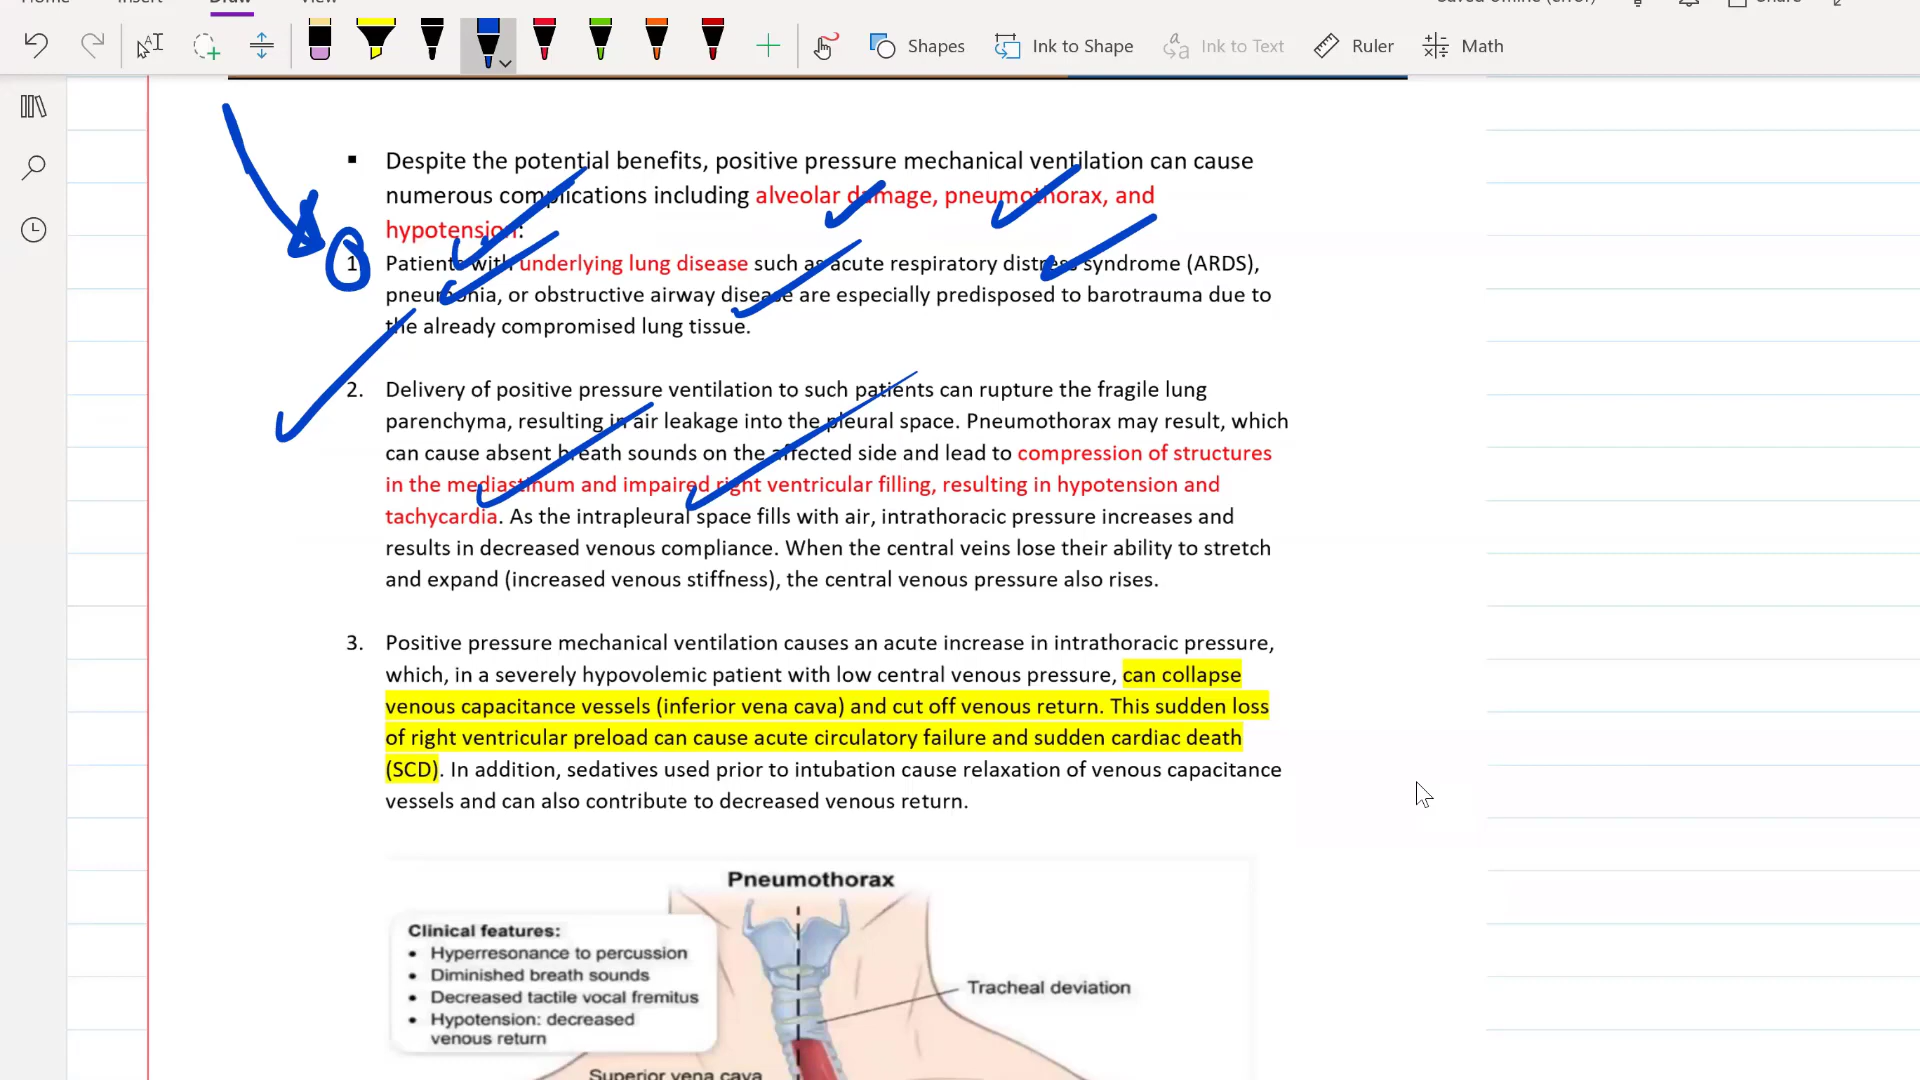 Shapes
Ink to Shape
Ink to Text
Ruler
Math
▪ Despite the potential benefits, positive pressure mechanical ventilation can cause
numerous complications including alveolar damage, pneumothorax, and
hypotension:
1. Patients with underlying lung disease such as acute respiratory distress syndrome (ARDS),
pneumonia, or obstructive airway disease are especially predisposed to barotrauma due to
the already compromised lung tissue.
2. Delivery of positive pressure ventilation to such patients can rupture the fragile lung
parenchyma, resulting in air leakage into the pleural space. Pneumothorax may result, which
can cause absent breath sounds on the affected side and lead to compression of structures
in the mediastinum and impaired right ventricular filling, resulting in hypotension and
tachycardia. As the intrapleural space fills with air, intrathoracic pressure increases and
results in decreased venous compliance. When the central veins lose their ability to stretch
and expand (increased venous stiffness), the central venous pressure also rises.
3. Positive pressure mechanical ventilation causes an acute increase in intrathoracic pressure,
which, in a severely hypovolemic patient with low central venous pressure, can collapse
venous capacitance vessels (inferior vena cava) and cut off venous return. This sudden loss
of right ventricular preload can cause acute circulatory failure and sudden cardiac death
(SCD). In addition, sedatives used prior to intubation cause relaxation of venous capacitance
vessels and can also contribute to decreased venous return.
Pneumothorax
Clinical features:
• Hyperresonance to percussion
• Diminished breath sounds
• Decreased tactile vocal fremitus
• Hypotension: decreased
venous return
Tracheal deviation
Superior vena cava